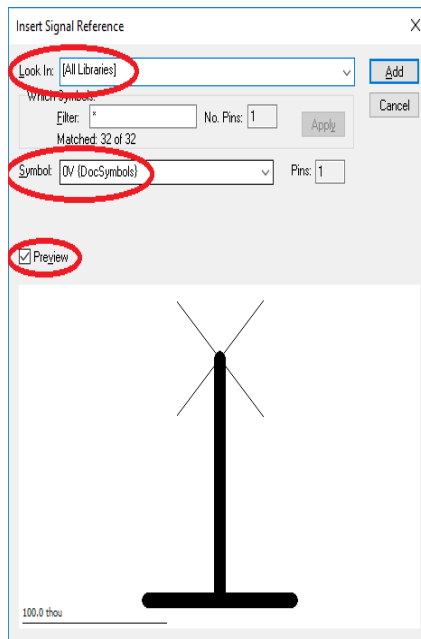 Insert Signal Reference
Look In: [All Libraries] Add
Which Symbols: Cancel
Filter: * No. Pins: 1 Apply
Matched: 32 of 32
Symbol: 0V {DocSymbols} Pins: 1
Preview
100.0 thou